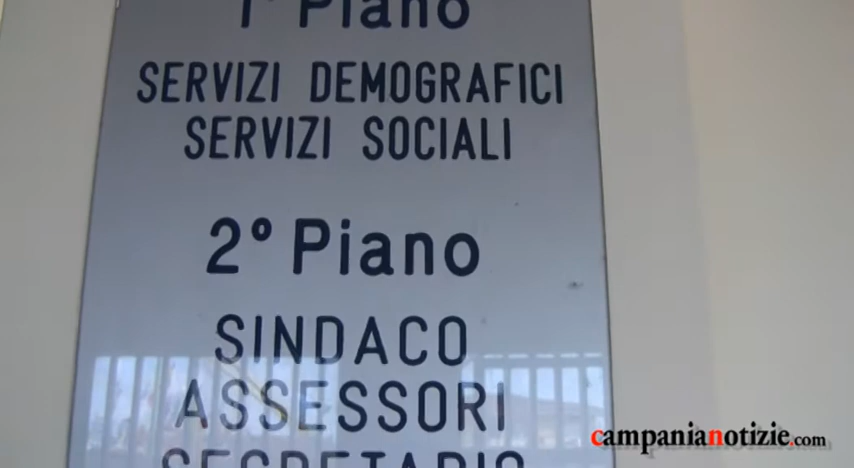 1° Piano
SERVIZI DEMOGRAFICI
SERVIZI SOCIALI
2° Piano
SINDACO
ASSESSORI
SEGRETARIO
campanianotizie.com